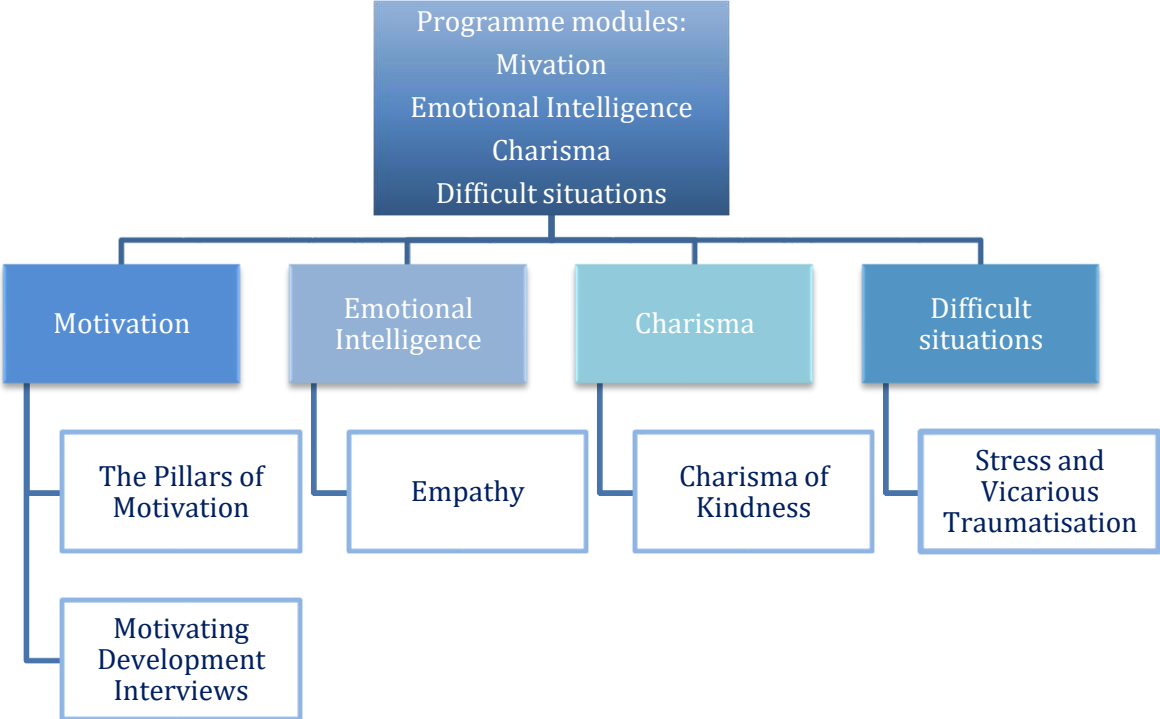 Programme modules:
Mivation
Emotional Intelligence
Charisma
Difficult situations
Motivation
Emotional
Intelligence
Charisma
Difficult
situations
The Pillars of
Motivation
Empathy
Charisma of
Kindness
Stress and
Vicarious
Traumatisation
Motivating
Development
Interviews